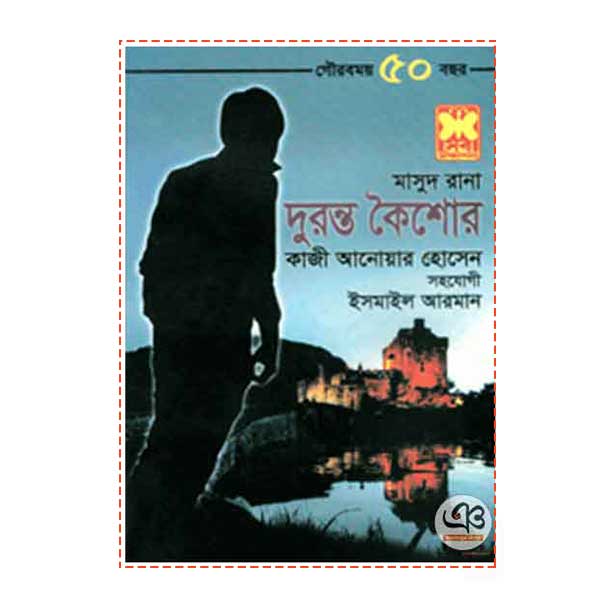 গৌরবময় ৫০ বছর
সেবা
মাসুদ রানা
দুরন্ত কৈশোর
কাজী আনোয়ার হোসেন
সহযোগী
ইসমাইল আরমান